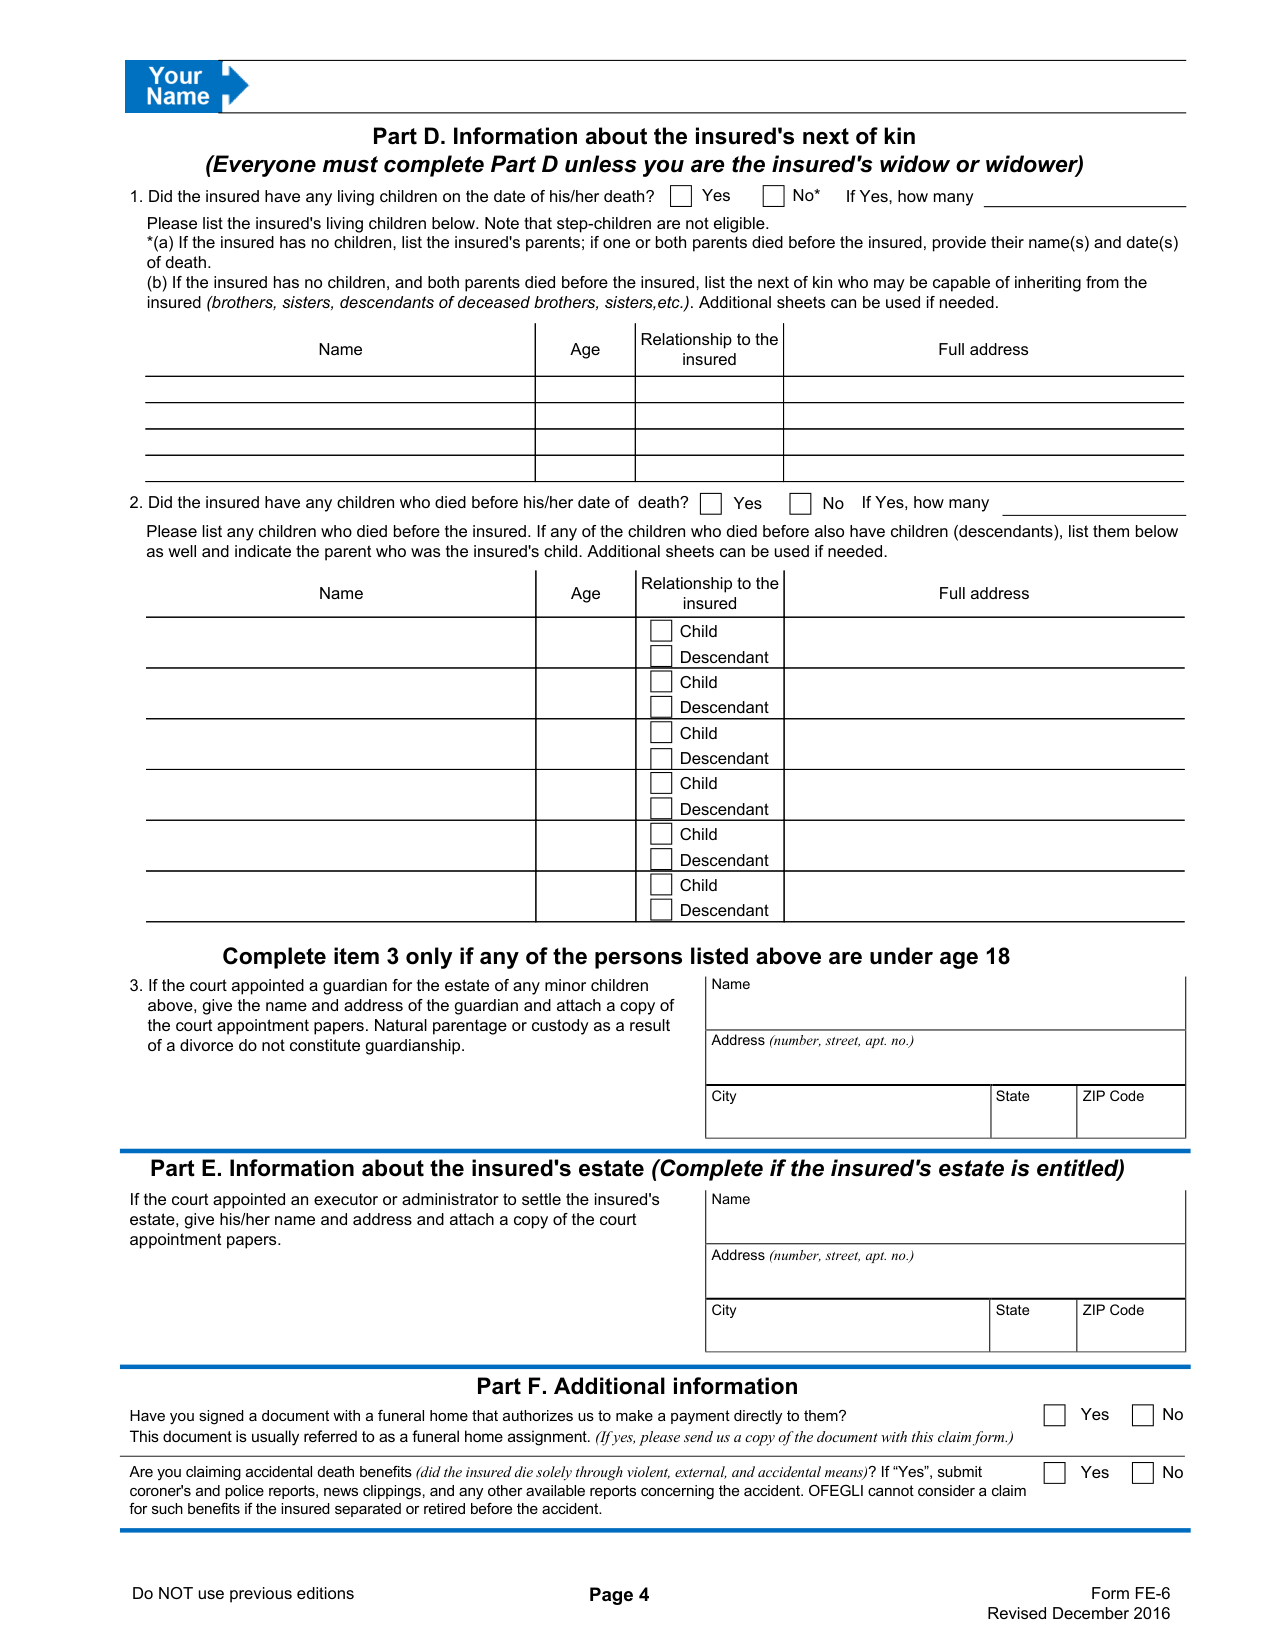 Your
Name
Part D. Information about the insured's next of kin
(Everyone must complete Part D unless you are the insured's widow or widower)
1. Did the insured have any living children on the date of his/her death? Yes No* If Yes, how many
Please list the insured's living children below. Note that step-children are not eligible.
*(a) If the insured has no children, list the insured's parents; if one or both parents died before the insured, provide their name(s) and date(s)
of death.
(b) If the insured has no children, and both parents died before the insured, list the next of kin who may be capable of inheriting from the
insured (brothers, sisters, descendants of deceased brothers, sisters,etc.). Additional sheets can be used if needed.
Name Age Relationship to the insured Full address
2. Did the insured have any children who died before his/her date of death? Yes No If Yes, how many
Please list any children who died before the insured. If any of the children who died before also have children (descendants), list them below
as well and indicate the parent who was the insured's child. Additional sheets can be used if needed.
Name Age Relationship to the insured Full address
Child
Descendant
Child
Descendant
Child
Descendant
Child
Descendant
Child
Descendant
Child
Descendant
Complete item 3 only if any of the persons listed above are under age 18
3. If the court appointed a guardian for the estate of any minor children
above, give the name and address of the guardian and attach a copy of
the court appointment papers. Natural parentage or custody as a result
of a divorce do not constitute guardianship.
Name
Address (number, street, apt. no.)
City State ZIP Code
Part E. Information about the insured's estate (Complete if the insured's estate is entitled)
If the court appointed an executor or administrator to settle the insured's
estate, give his/her name and address and attach a copy of the court
appointment papers.
Name
Address (number, street, apt. no.)
City State ZIP Code
Part F. Additional information
Have you signed a document with a funeral home that authorizes us to make a payment directly to them? Yes No
This document is usually referred to as a funeral home assignment. (If yes, please send us a copy of the document with this claim form.)
Are you claiming accidental death benefits (did the insured die solely through violent, external, and accidental means)? If “Yes”, submit Yes No
coroner's and police reports, news clippings, and any other available reports concerning the accident. OFEGLI cannot consider a claim
for such benefits if the insured separated or retired before the accident.
Do NOT use previous editions Page 4 Form FE-6
Revised December 2016